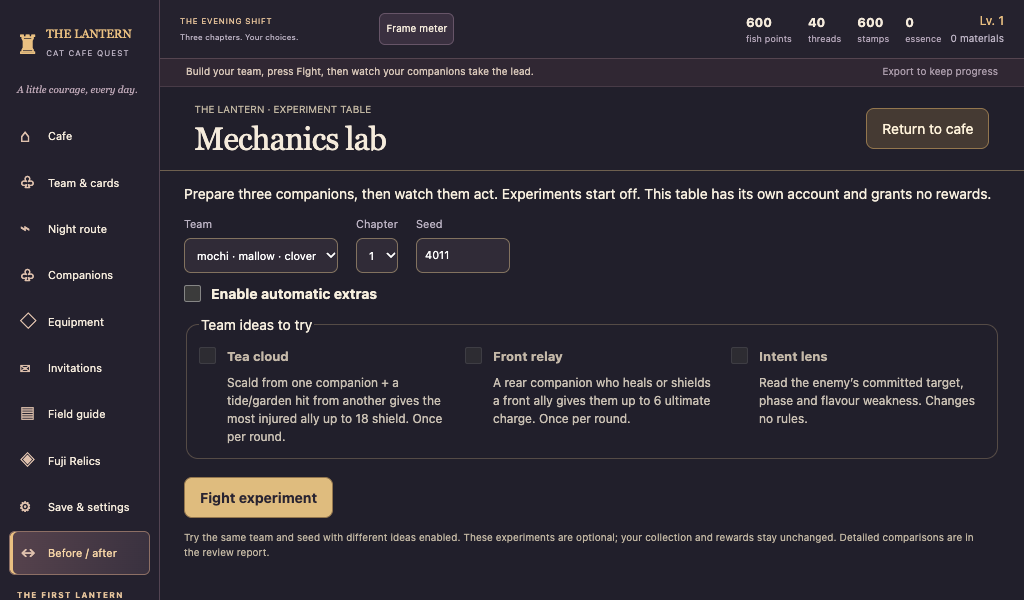 THE LANTERN
CAT CAFE QUEST
A little courage, every day.
Cafe
Team & cards
Night route
Companions
Equipment
Invitations
Field guide
Fuji Relics
Save & settings
Before / after
THE FIRST LANTERN
THE EVENING SHIFT
Three chapters. Your choices.
Frame meter
600
fish points
40
threads
600
stamps
0
essence
Lv. 1
0 materials
Build your team, press Fight, then watch your companions take the lead.
Export to keep progress
THE LANTERN · EXPERIMENT TABLE
Mechanics lab
Return to cafe
Prepare three companions, then watch them act. Experiments start off. This table has its own account and grants no rewards.
Team
Chapter
Seed
mochi · mallow · clover
1
4011
Enable automatic extras
Team ideas to try
Tea cloud
Scald from one companion + a
tide/garden hit from another gives the
most injured ally up to 18 shield. Once
per round.
Front relay
A rear companion who heals or shields
a front ally gives them up to 6 ultimate
charge. Once per round.
Intent lens
Read the enemy's committed target,
phase and flavour weakness. Changes
no rules.
Fight experiment
Try the same team and seed with different ideas enabled. These experiments are optional; your collection and rewards stay unchanged. Detailed comparisons are in
the review report.